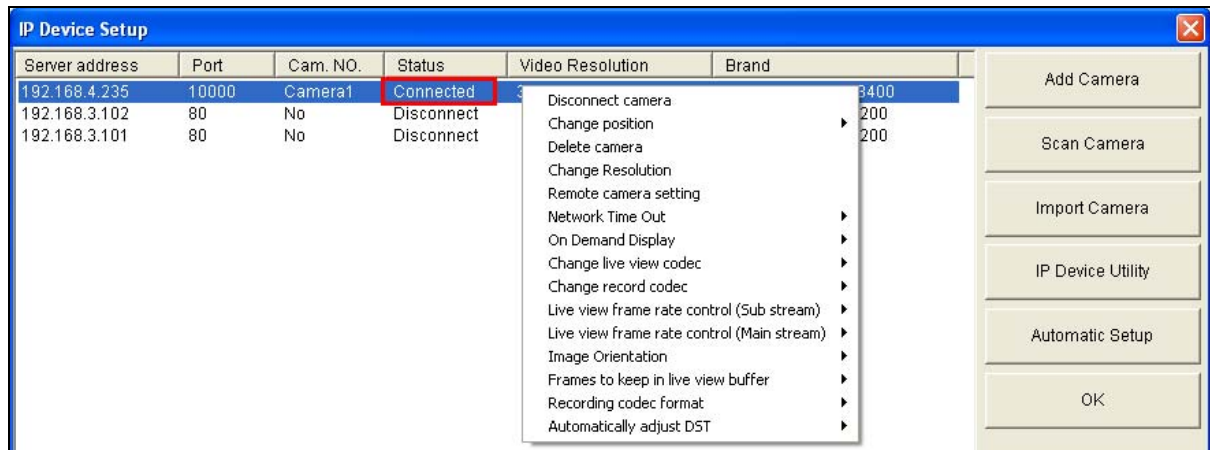 IP Device Setup
Server address Port Cam. NO. Status Video Resolution Brand
192.168.4.235 10000 Camera1 Connected 3400
192.168.3.102 80 No Disconnect 200
192.168.3.101 80 No Disconnect 200
Disconnect camera
Change position
Delete camera
Change Resolution
Remote camera setting
Network Time Out
On Demand Display
Change live view codec
Change record codec
Live view frame rate control (Sub stream)
Live view frame rate control (Main stream)
Image Orientation
Frames to keep in live view buffer
Recording codec format
Automatically adjust DST
Add Camera
Scan Camera
Import Camera
IP Device Utility
Automatic Setup
OK